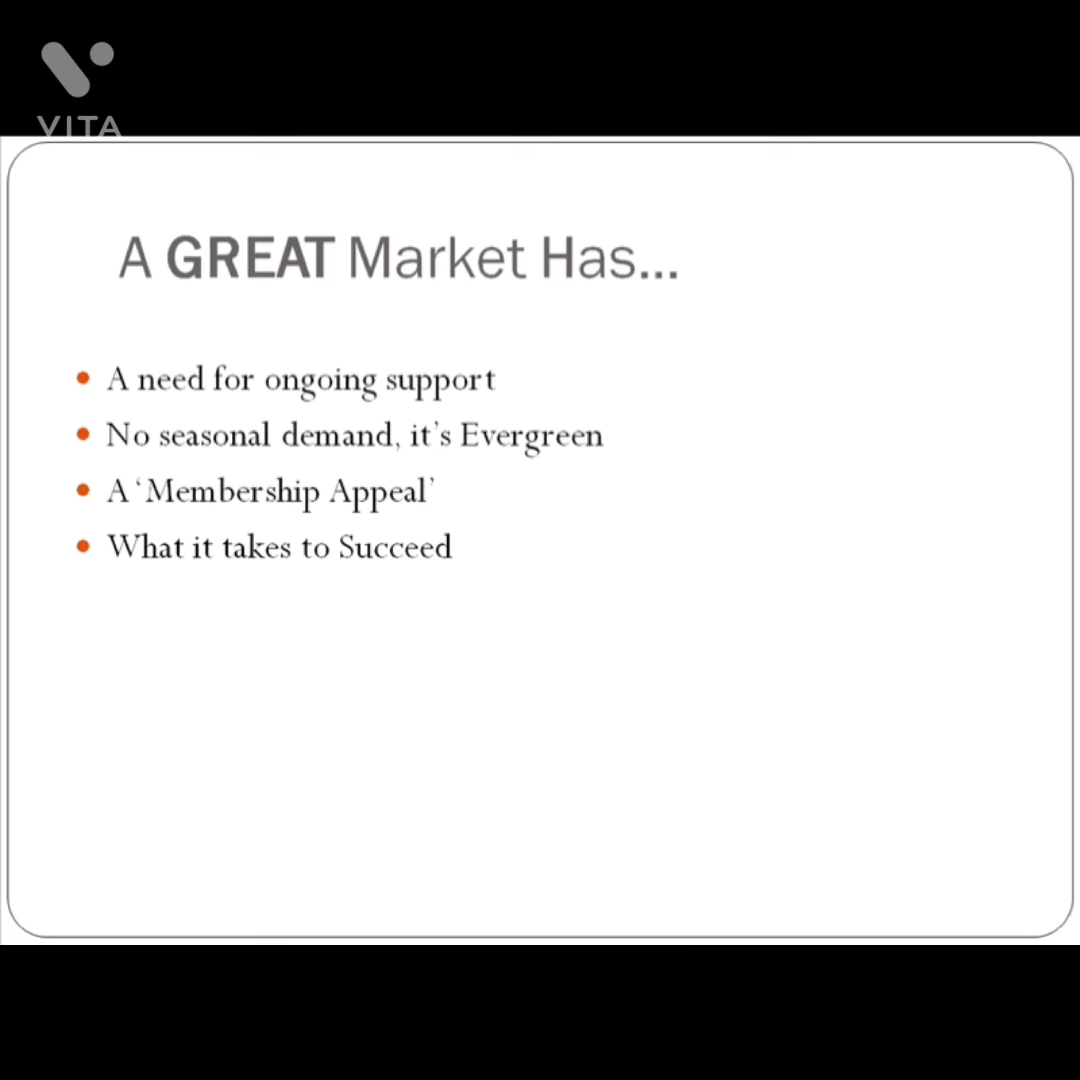 VITA
A GREAT Market Has...
• A need for ongoing support
• No seasonal demand, it's Evergreen
• A ‘Membership Appeal’
• What it takes to Succeed